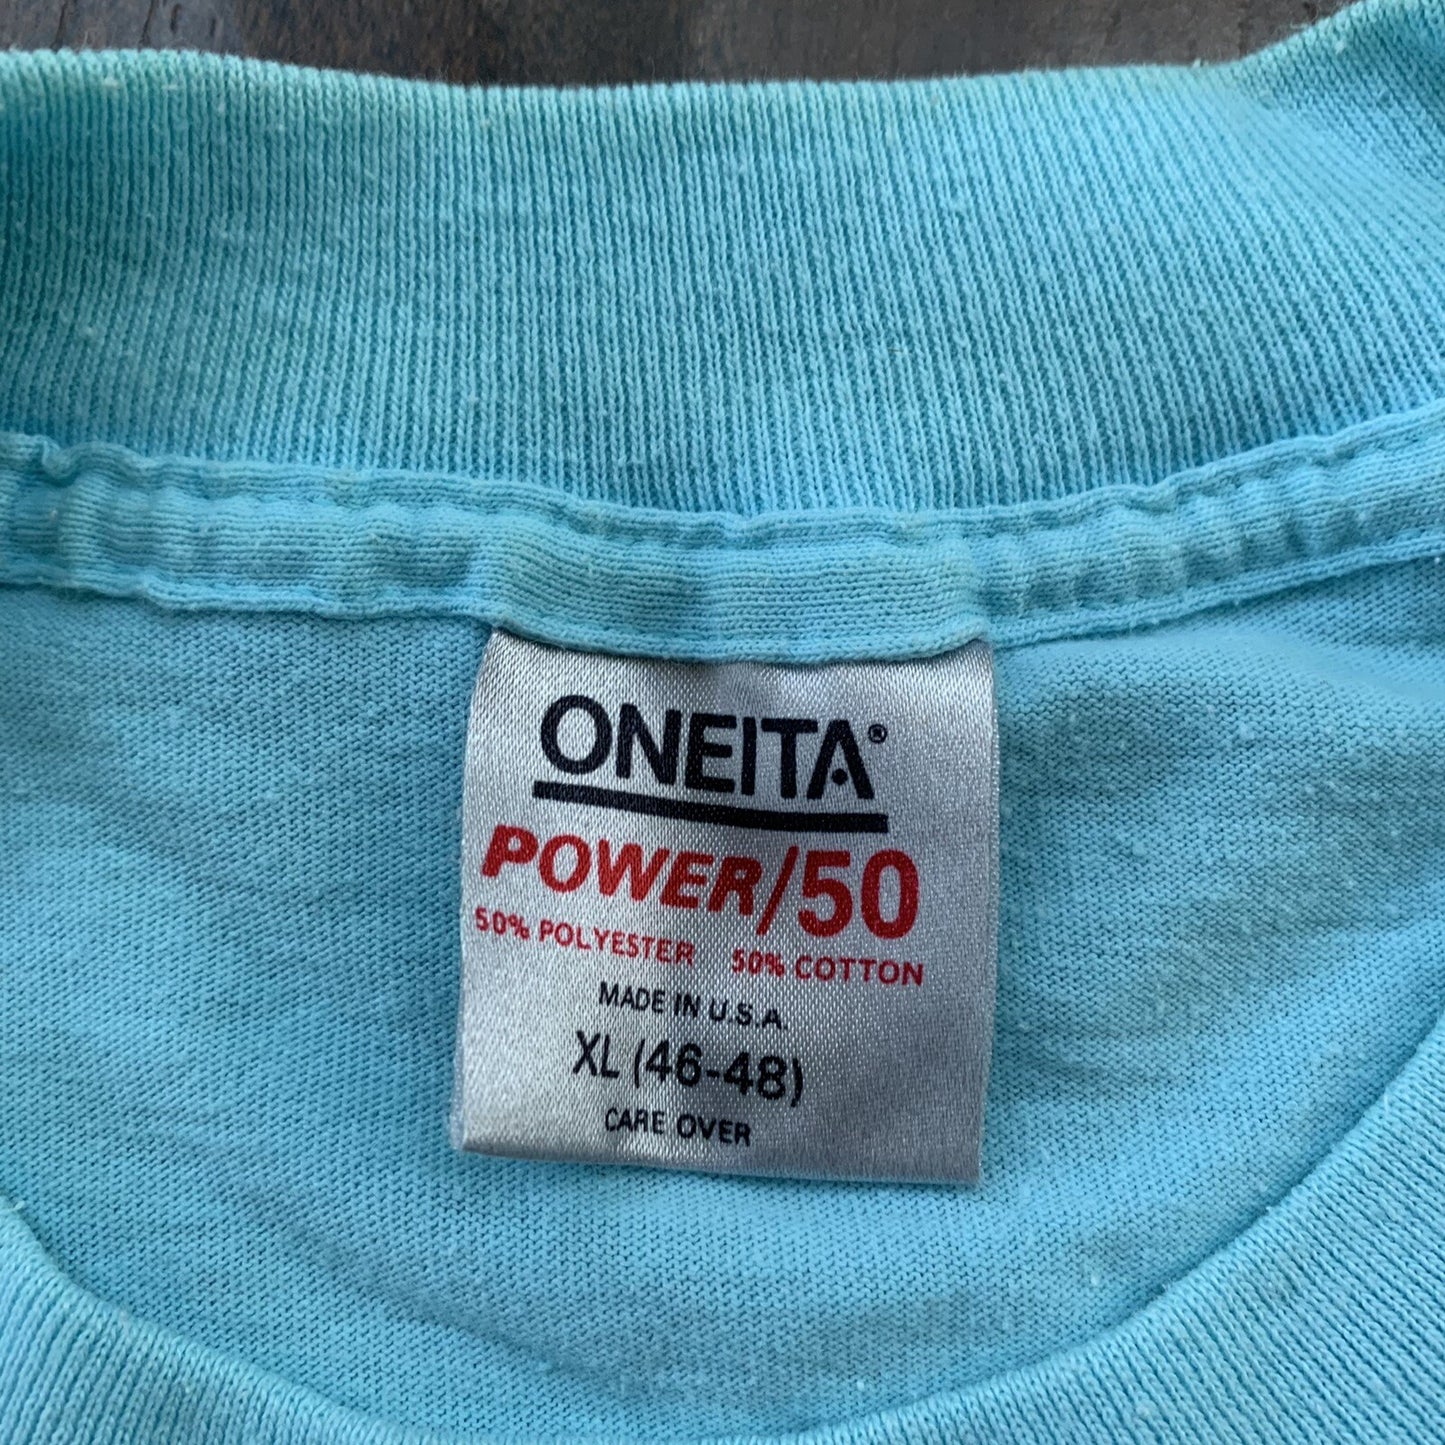 ONEITA®
POWER/50
50% POLYESTER 50% COTTON
MADE IN U.S.A.
XL (46-48)
CARE OVER